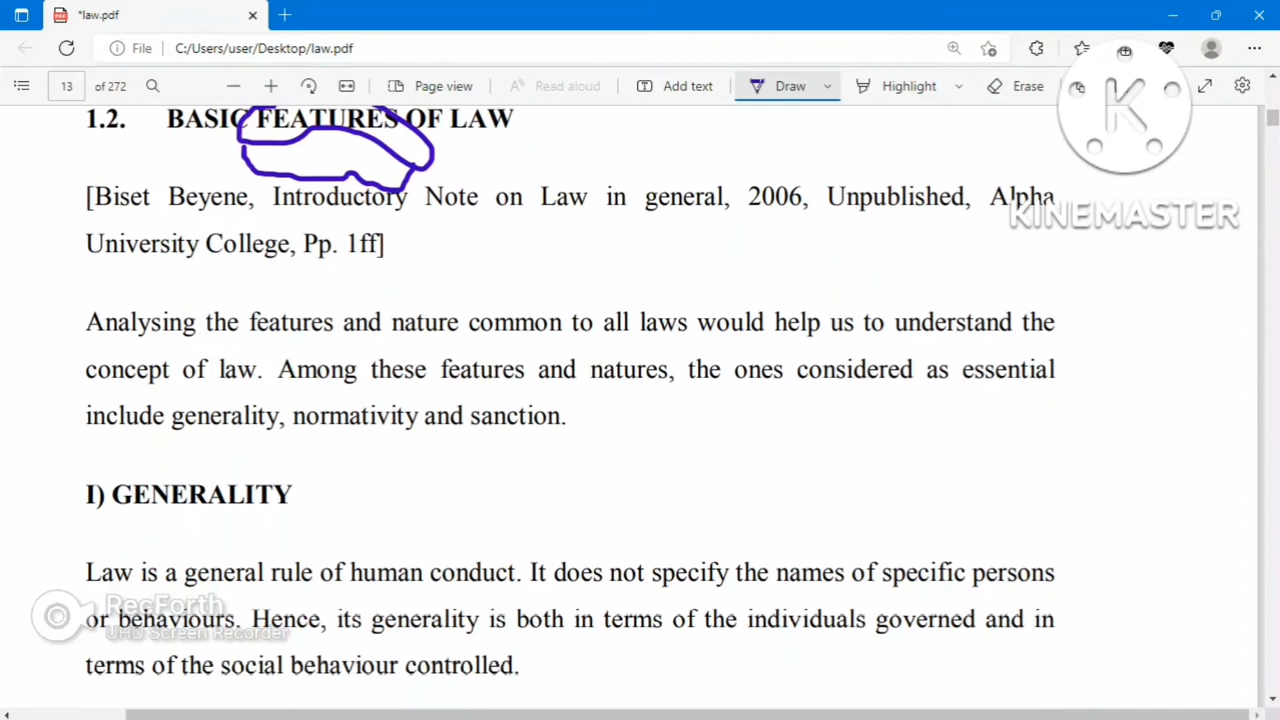 *law.pdf
File C:/Users/user/Desktop/law.pdf
13 of 272 Page view Read aloud Add text Draw Highlight Erase
K
1.2. BASIC FEATURES OF LAW
[Biset Beyene, Introductory Note on Law in general, 2006, Unpublished, Alpha
KINEMASTER
University College, Pp. 1ff]
Analysing the features and nature common to all laws would help us to understand the
concept of law. Among these features and natures, the ones considered as essential
include generality, normativity and sanction.
I) GENERALITY
Law is a general rule of human conduct. It does not specify the names of specific persons
RecForth
or behaviours. Hence, its generality is both in terms of the individuals governed and in
UHD Screen Recorder
terms of the social behaviour controlled.